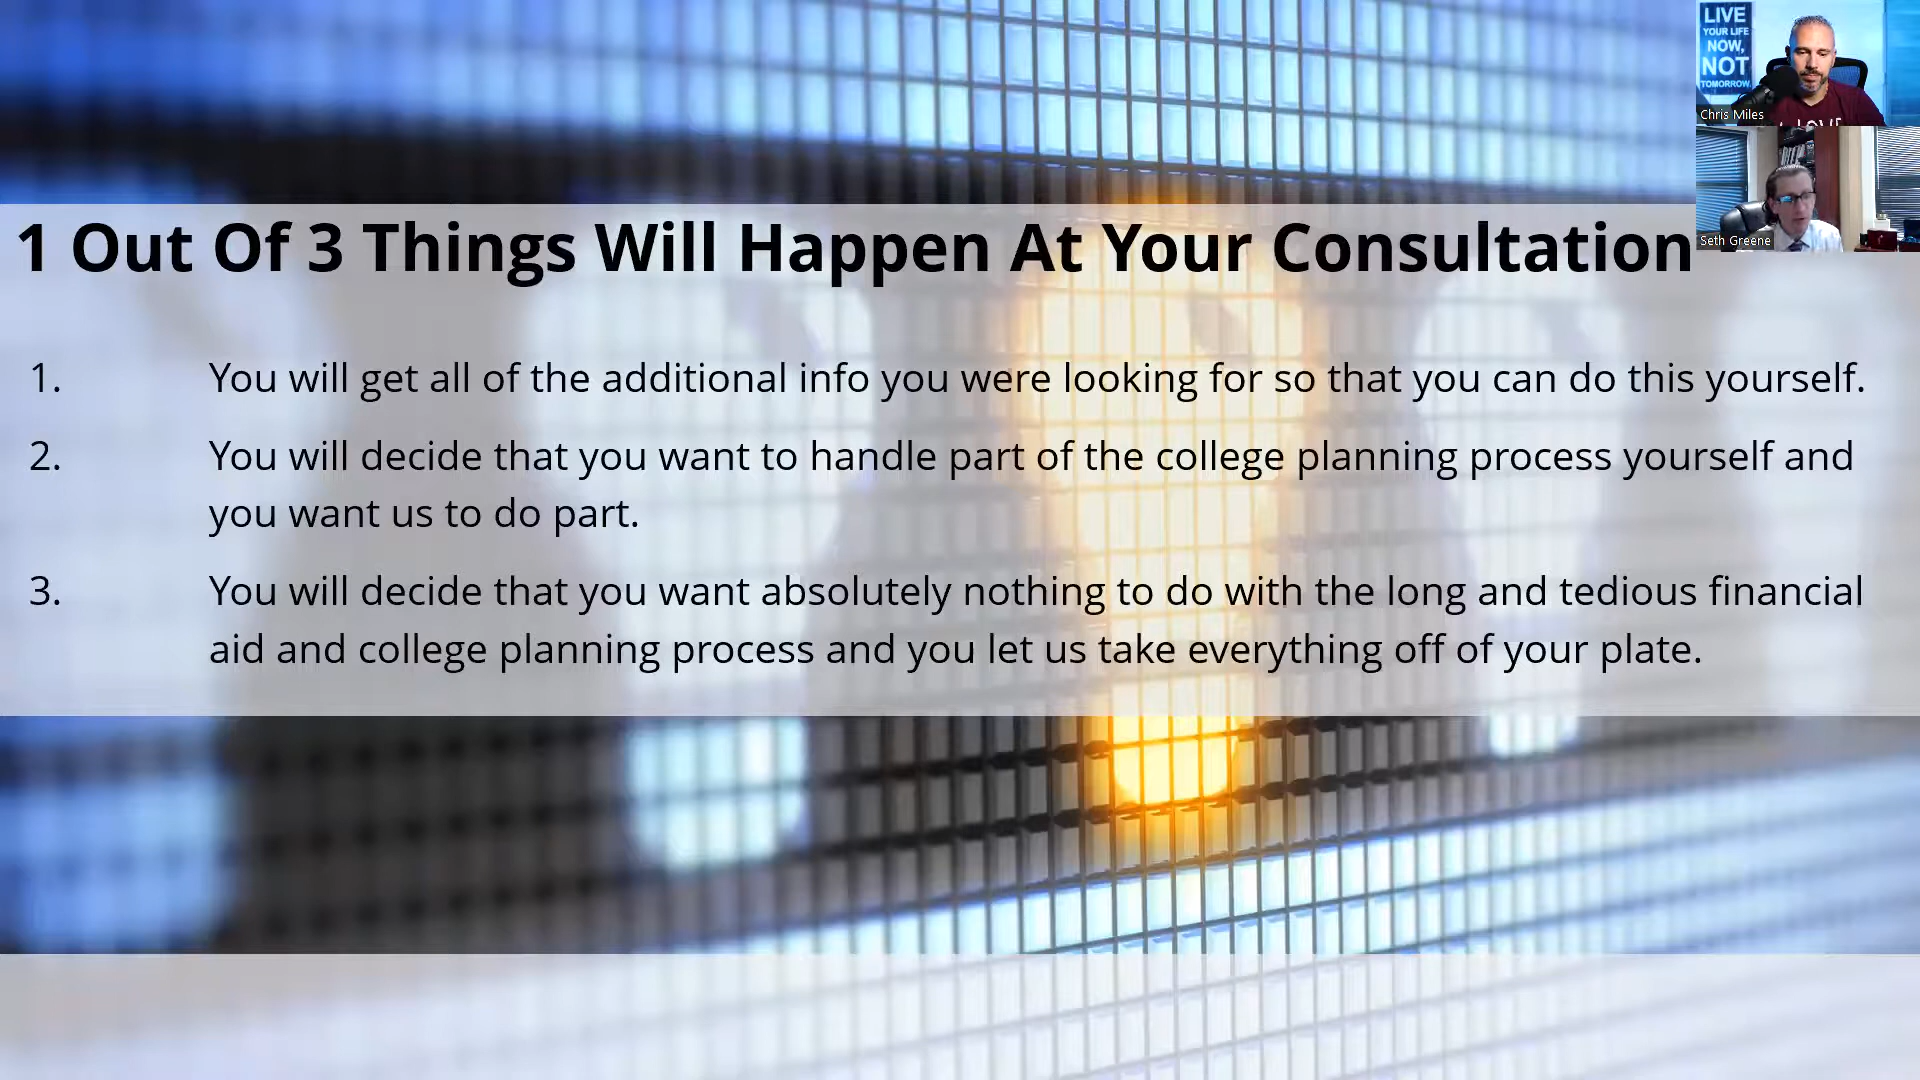 LIVE
YOUR LIFE
NOW,
NOT
TOMORROW
Chris Miles
Seth Greene
1 Out Of 3 Things Will Happen At Your Consultation
1. You will get all of the additional info you were looking for so that you can do this yourself.
2. You will decide that you want to handle part of the college planning process yourself and
you want us to do part.
3. You will decide that you want absolutely nothing to do with the long and tedious financial
aid and college planning process and you let us take everything off of your plate.